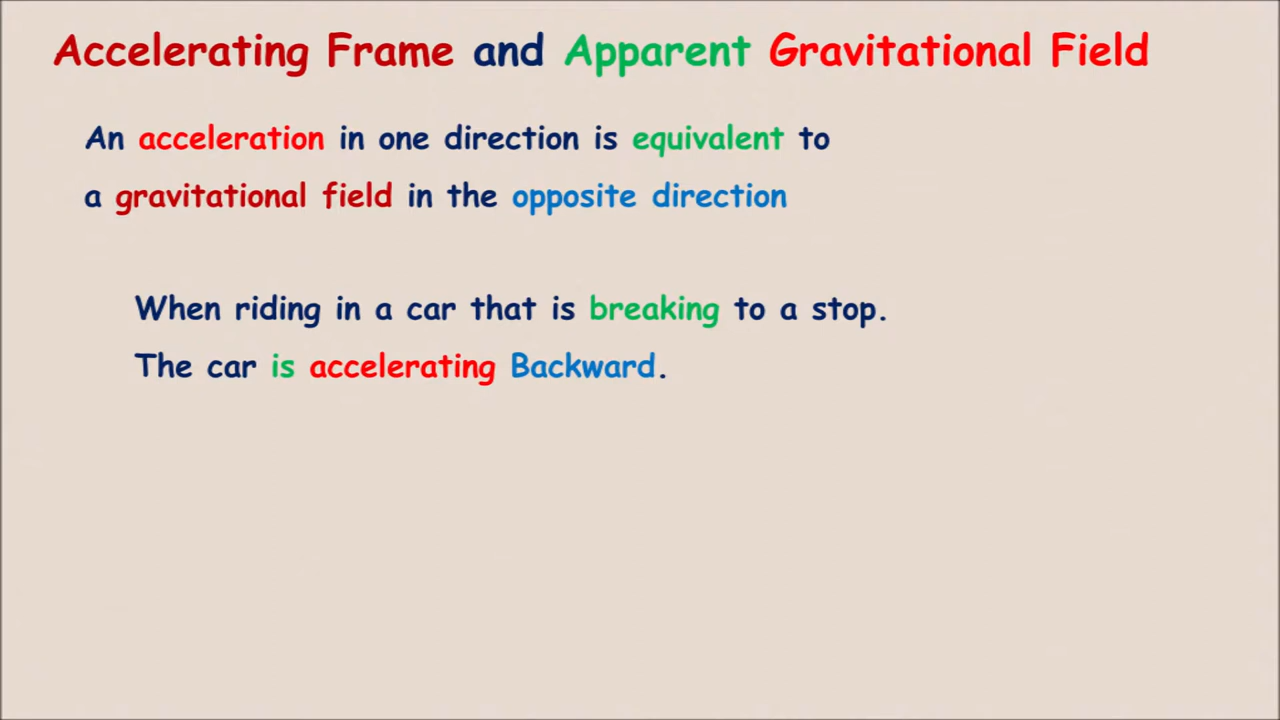 Accelerating Frame and Apparent Gravitational Field
An acceleration in one direction is equivalent to
a gravitational field in the opposite direction
When riding in a car that is breaking to a stop.
The car is accelerating Backward.